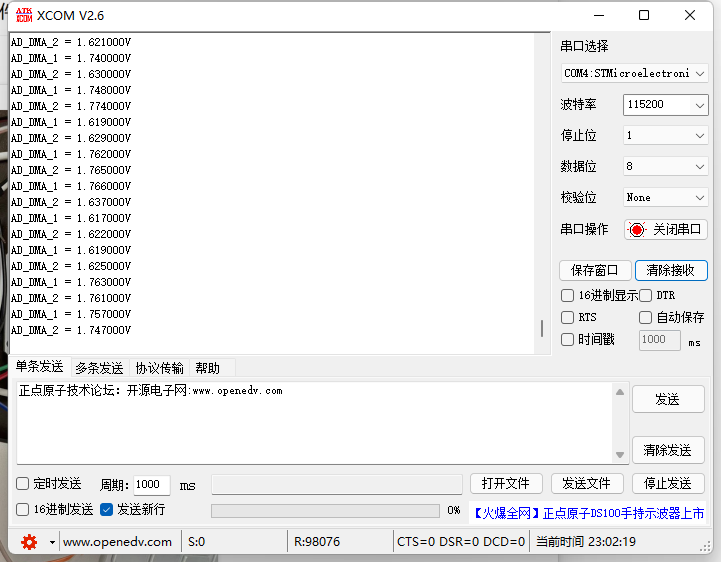 XCOM V2.6
AD_DMA_2 = 1.621000V
AD_DMA_1 = 1.740000V
AD_DMA_2 = 1.630000V
AD_DMA_1 = 1.748000V
AD_DMA_2 = 1.774000V
AD_DMA_1 = 1.619000V
AD_DMA_2 = 1.629000V
AD_DMA_1 = 1.762000V
AD_DMA_2 = 1.765000V
AD_DMA_1 = 1.766000V
AD_DMA_2 = 1.637000V
AD_DMA_1 = 1.617000V
AD_DMA_2 = 1.622000V
AD_DMA_1 = 1.619000V
AD_DMA_2 = 1.625000V
AD_DMA_1 = 1.763000V
AD_DMA_2 = 1.761000V
AD_DMA_1 = 1.757000V
AD_DMA_2 = 1.747000V
串口选择
COM4:STMicroelectroni
波特率 115200
停止位 1
数据位 8
校验位 None
串口操作 关闭串口
保存窗口 清除接收
16进制显示 DTR
RTS 自动保存
时间戳 1000 ms
单条发送 多条发送 协议传输 帮助
正点原子技术论坛：开源电子网:www.openedv.com
发送
清除发送
定时发送 周期: 1000 ms 打开文件 发送文件 停止发送
16进制发送 发送新行 0% 【火爆全网】正点原子DS100手持示波器上市
www.openedv.com S:0 R:98076 CTS=0 DSR=0 DCD=0 当前时间 23:02:19